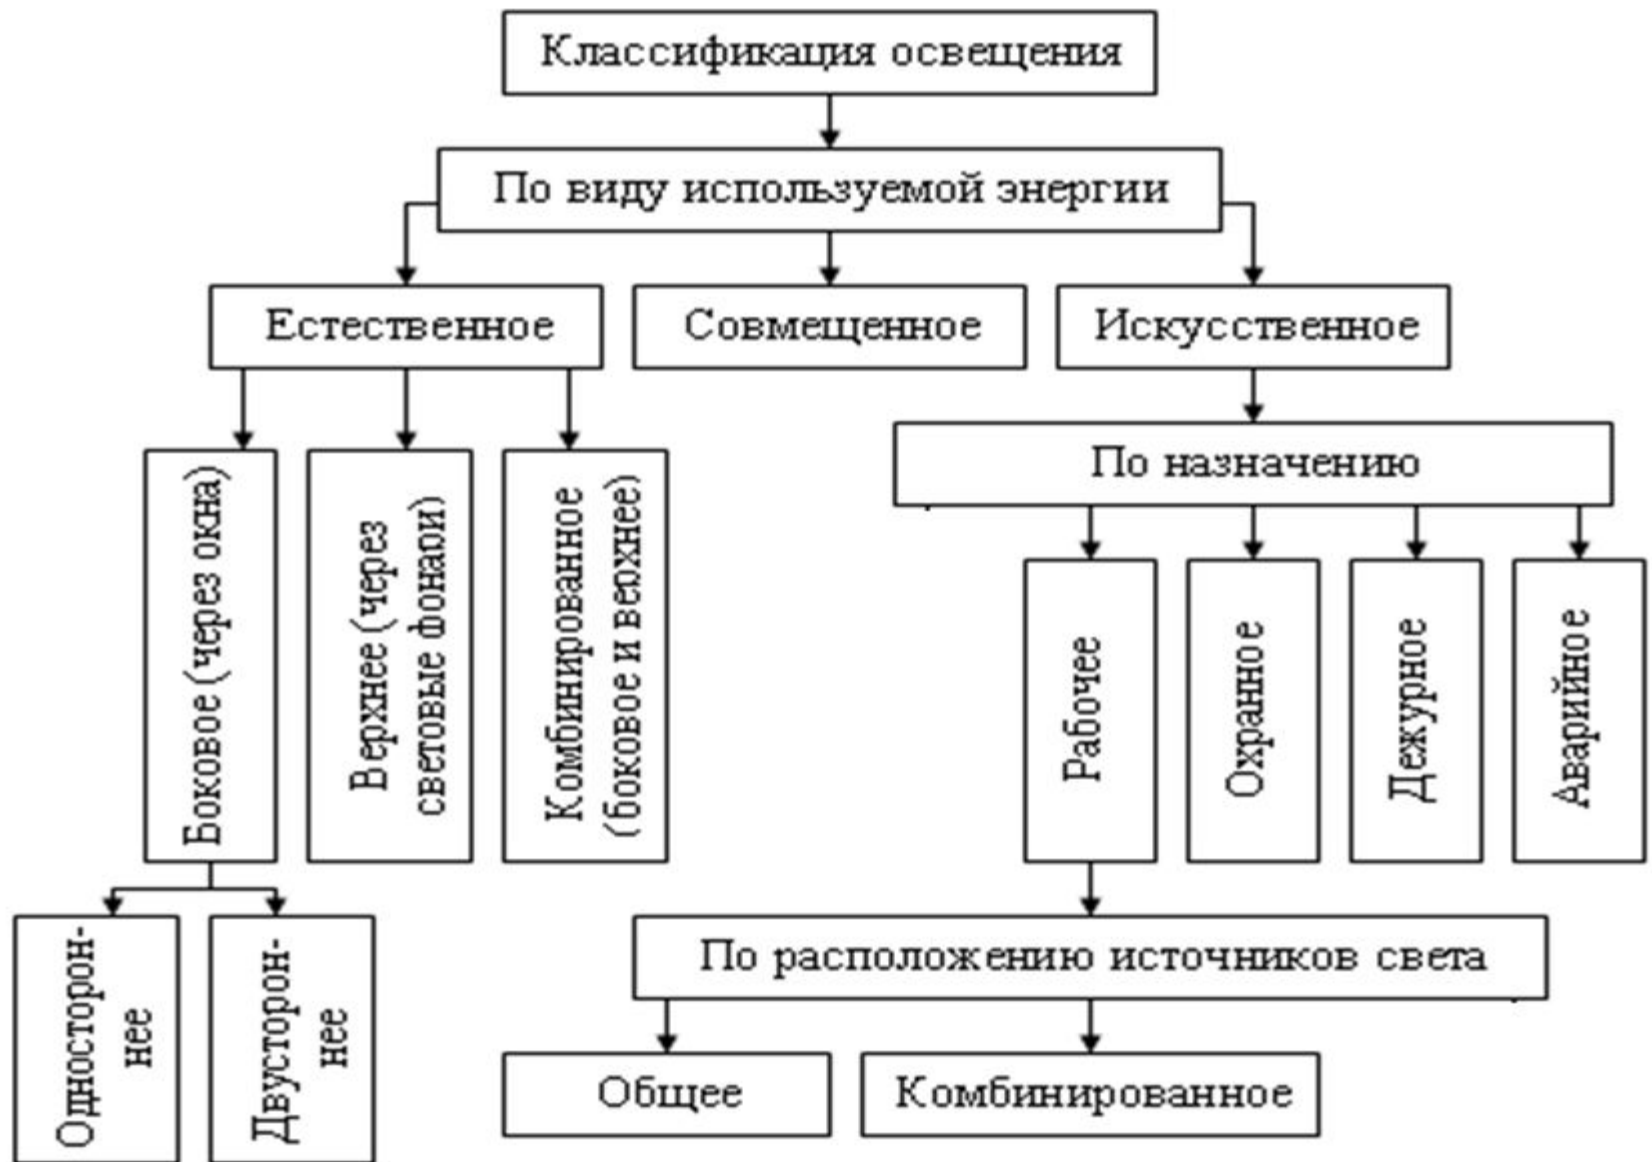 Классификация освещения
По виду используемой энергии
Естественное
Совмещенное
Искусственное
По назначению
Боковое (через окна)
Верхнее (через
световые фонари)
Комбинированное
(боковое и верхнее)
Рабочее
Охранное
Дежурное
Аварийное
Односторон-
нее
Двусторон-
нее
По расположению источников света
Общее
Комбинированное